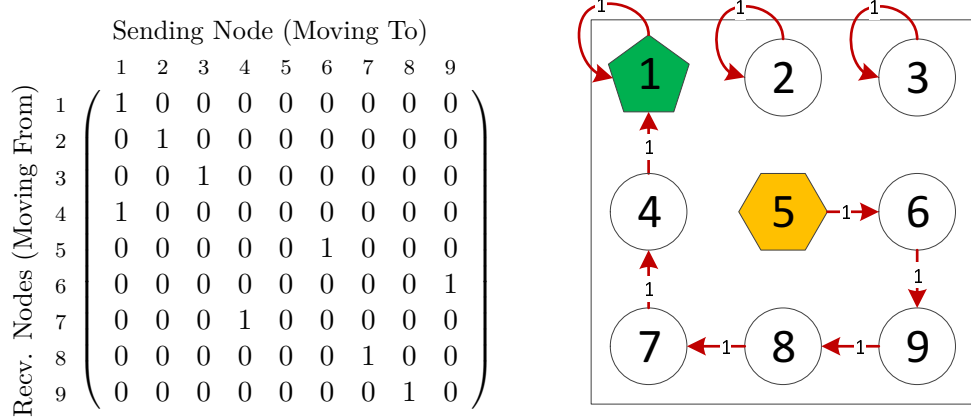 Sending Node (Moving To)
1 2 3 4 5 6 7 8 9
Recv. Nodes (Moving From)
1 1 0 0 0 0 0 0 0 0
2 0 1 0 0 0 0 0 0 0
3 0 0 1 0 0 0 0 0 0
4 1 0 0 0 0 0 0 0 0
5 0 0 0 0 0 1 0 0 0
6 0 0 0 0 0 0 0 0 1
7 0 0 0 1 0 0 0 0 0
8 0 0 0 0 0 0 1 0 0
9 0 0 0 0 0 0 0 1 0
1 1 1
1 2 3
1
4 5 1 6
1 1
7 1 8 1 9